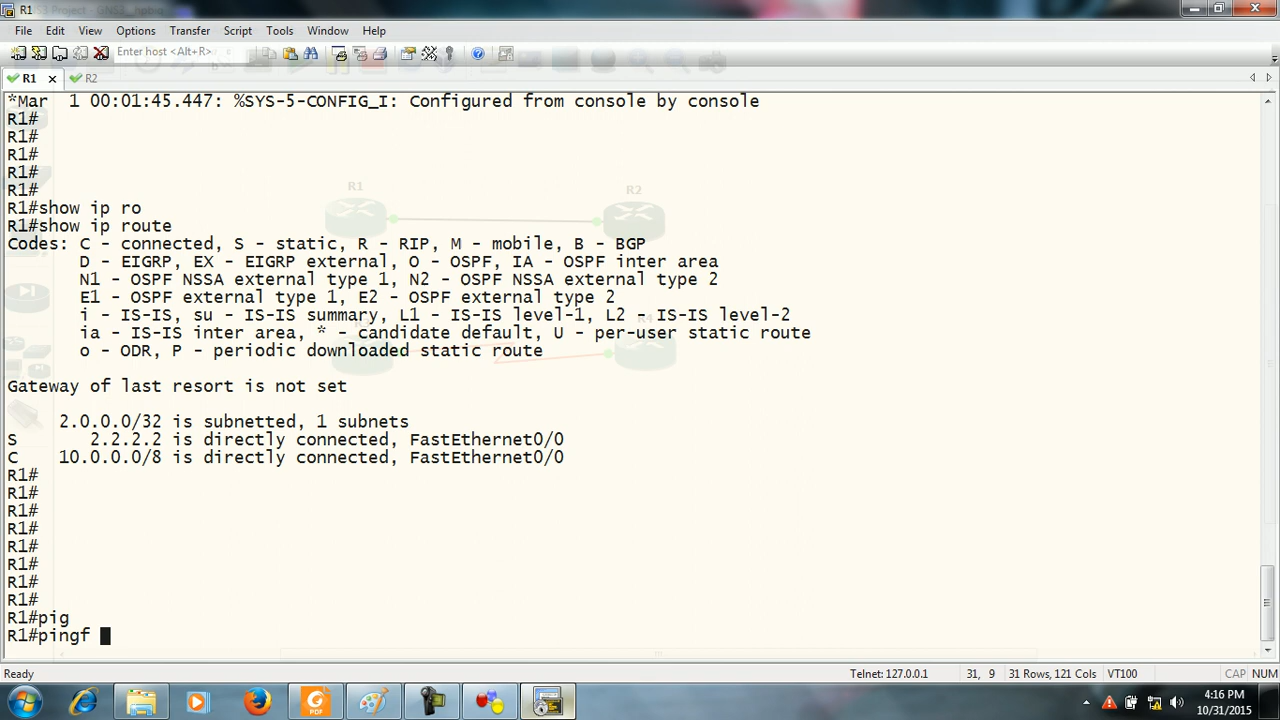 R1
File Edit View Options Transfer Script Tools Window Help
Enter host <Alt+R>
R1 × R2
*Mar  1 00:01:45.447: %SYS-5-CONFIG_I: Configured from console by console
R1#
R1#
R1#
R1#
R1#
R1#show ip ro
R1#show ip route
Codes: C - connected, S - static, R - RIP, M - mobile, B - BGP
       D - EIGRP, EX - EIGRP external, O - OSPF, IA - OSPF inter area
       N1 - OSPF NSSA external type 1, N2 - OSPF NSSA external type 2
       E1 - OSPF external type 1, E2 - OSPF external type 2
       i - IS-IS, su - IS-IS summary, L1 - IS-IS level-1, L2 - IS-IS level-2
       ia - IS-IS inter area, * - candidate default, U - per-user static route
       o - ODR, P - periodic downloaded static route
Gateway of last resort is not set
     2.0.0.0/32 is subnetted, 1 subnets
S       2.2.2.2 is directly connected, FastEthernet0/0
C    10.0.0.0/8 is directly connected, FastEthernet0/0
R1#
R1#
R1#
R1#
R1#
R1#
R1#
R1#
R1#pig
R1#pingf
R1
R2
Ready Telnet: 127.0.0.1 31, 9 31 Rows, 121 Cols VT100 CAP NUM
PDF
4:16 PM
10/31/2015